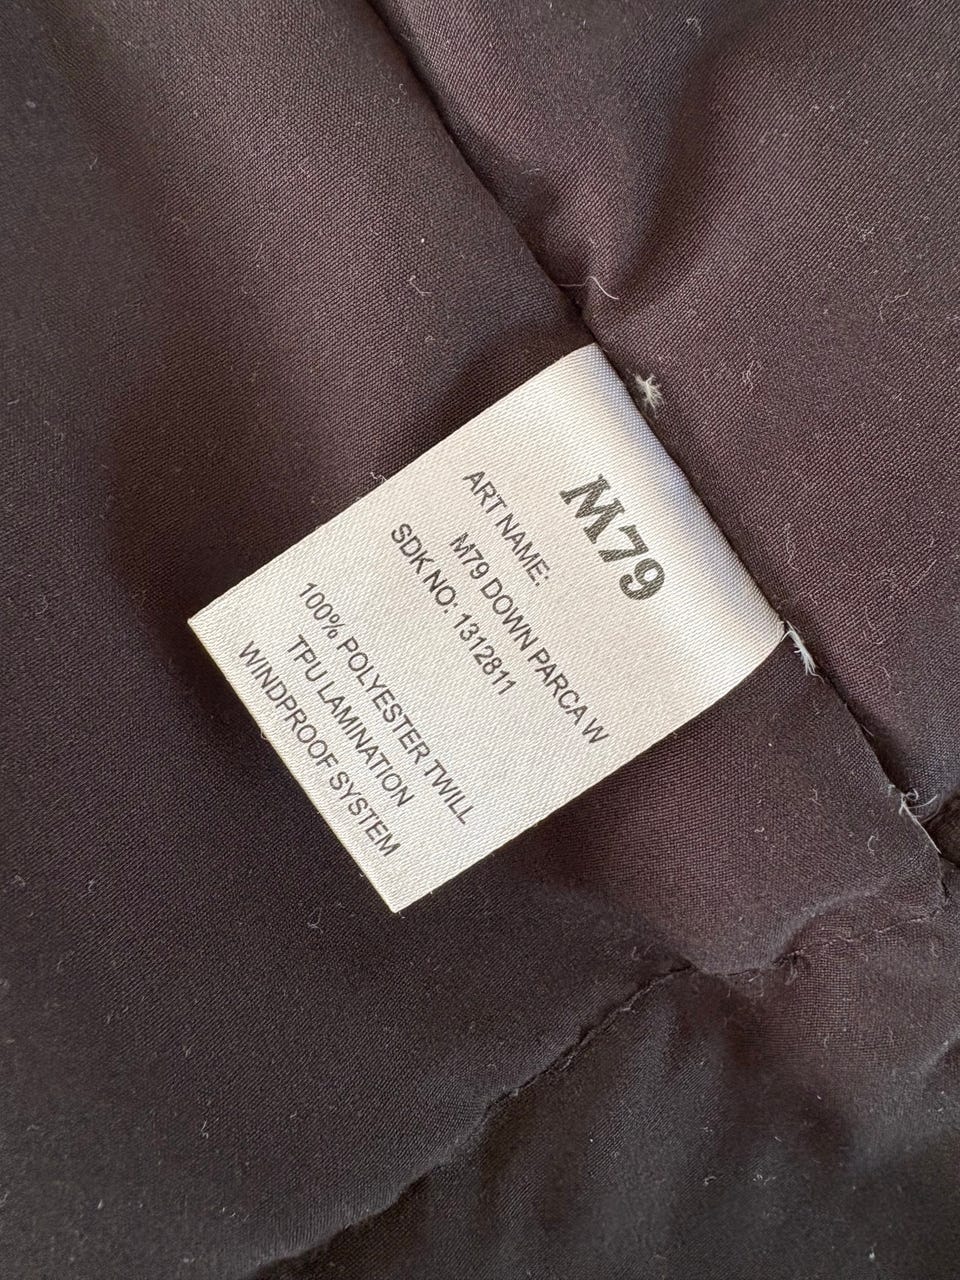 M79
ART NAME:
M79 DOWN PARCA W
SDK NO: 1312811
100% POLYESTER TWILL
TPU LAMINATION
WINDPROOF SYSTEM